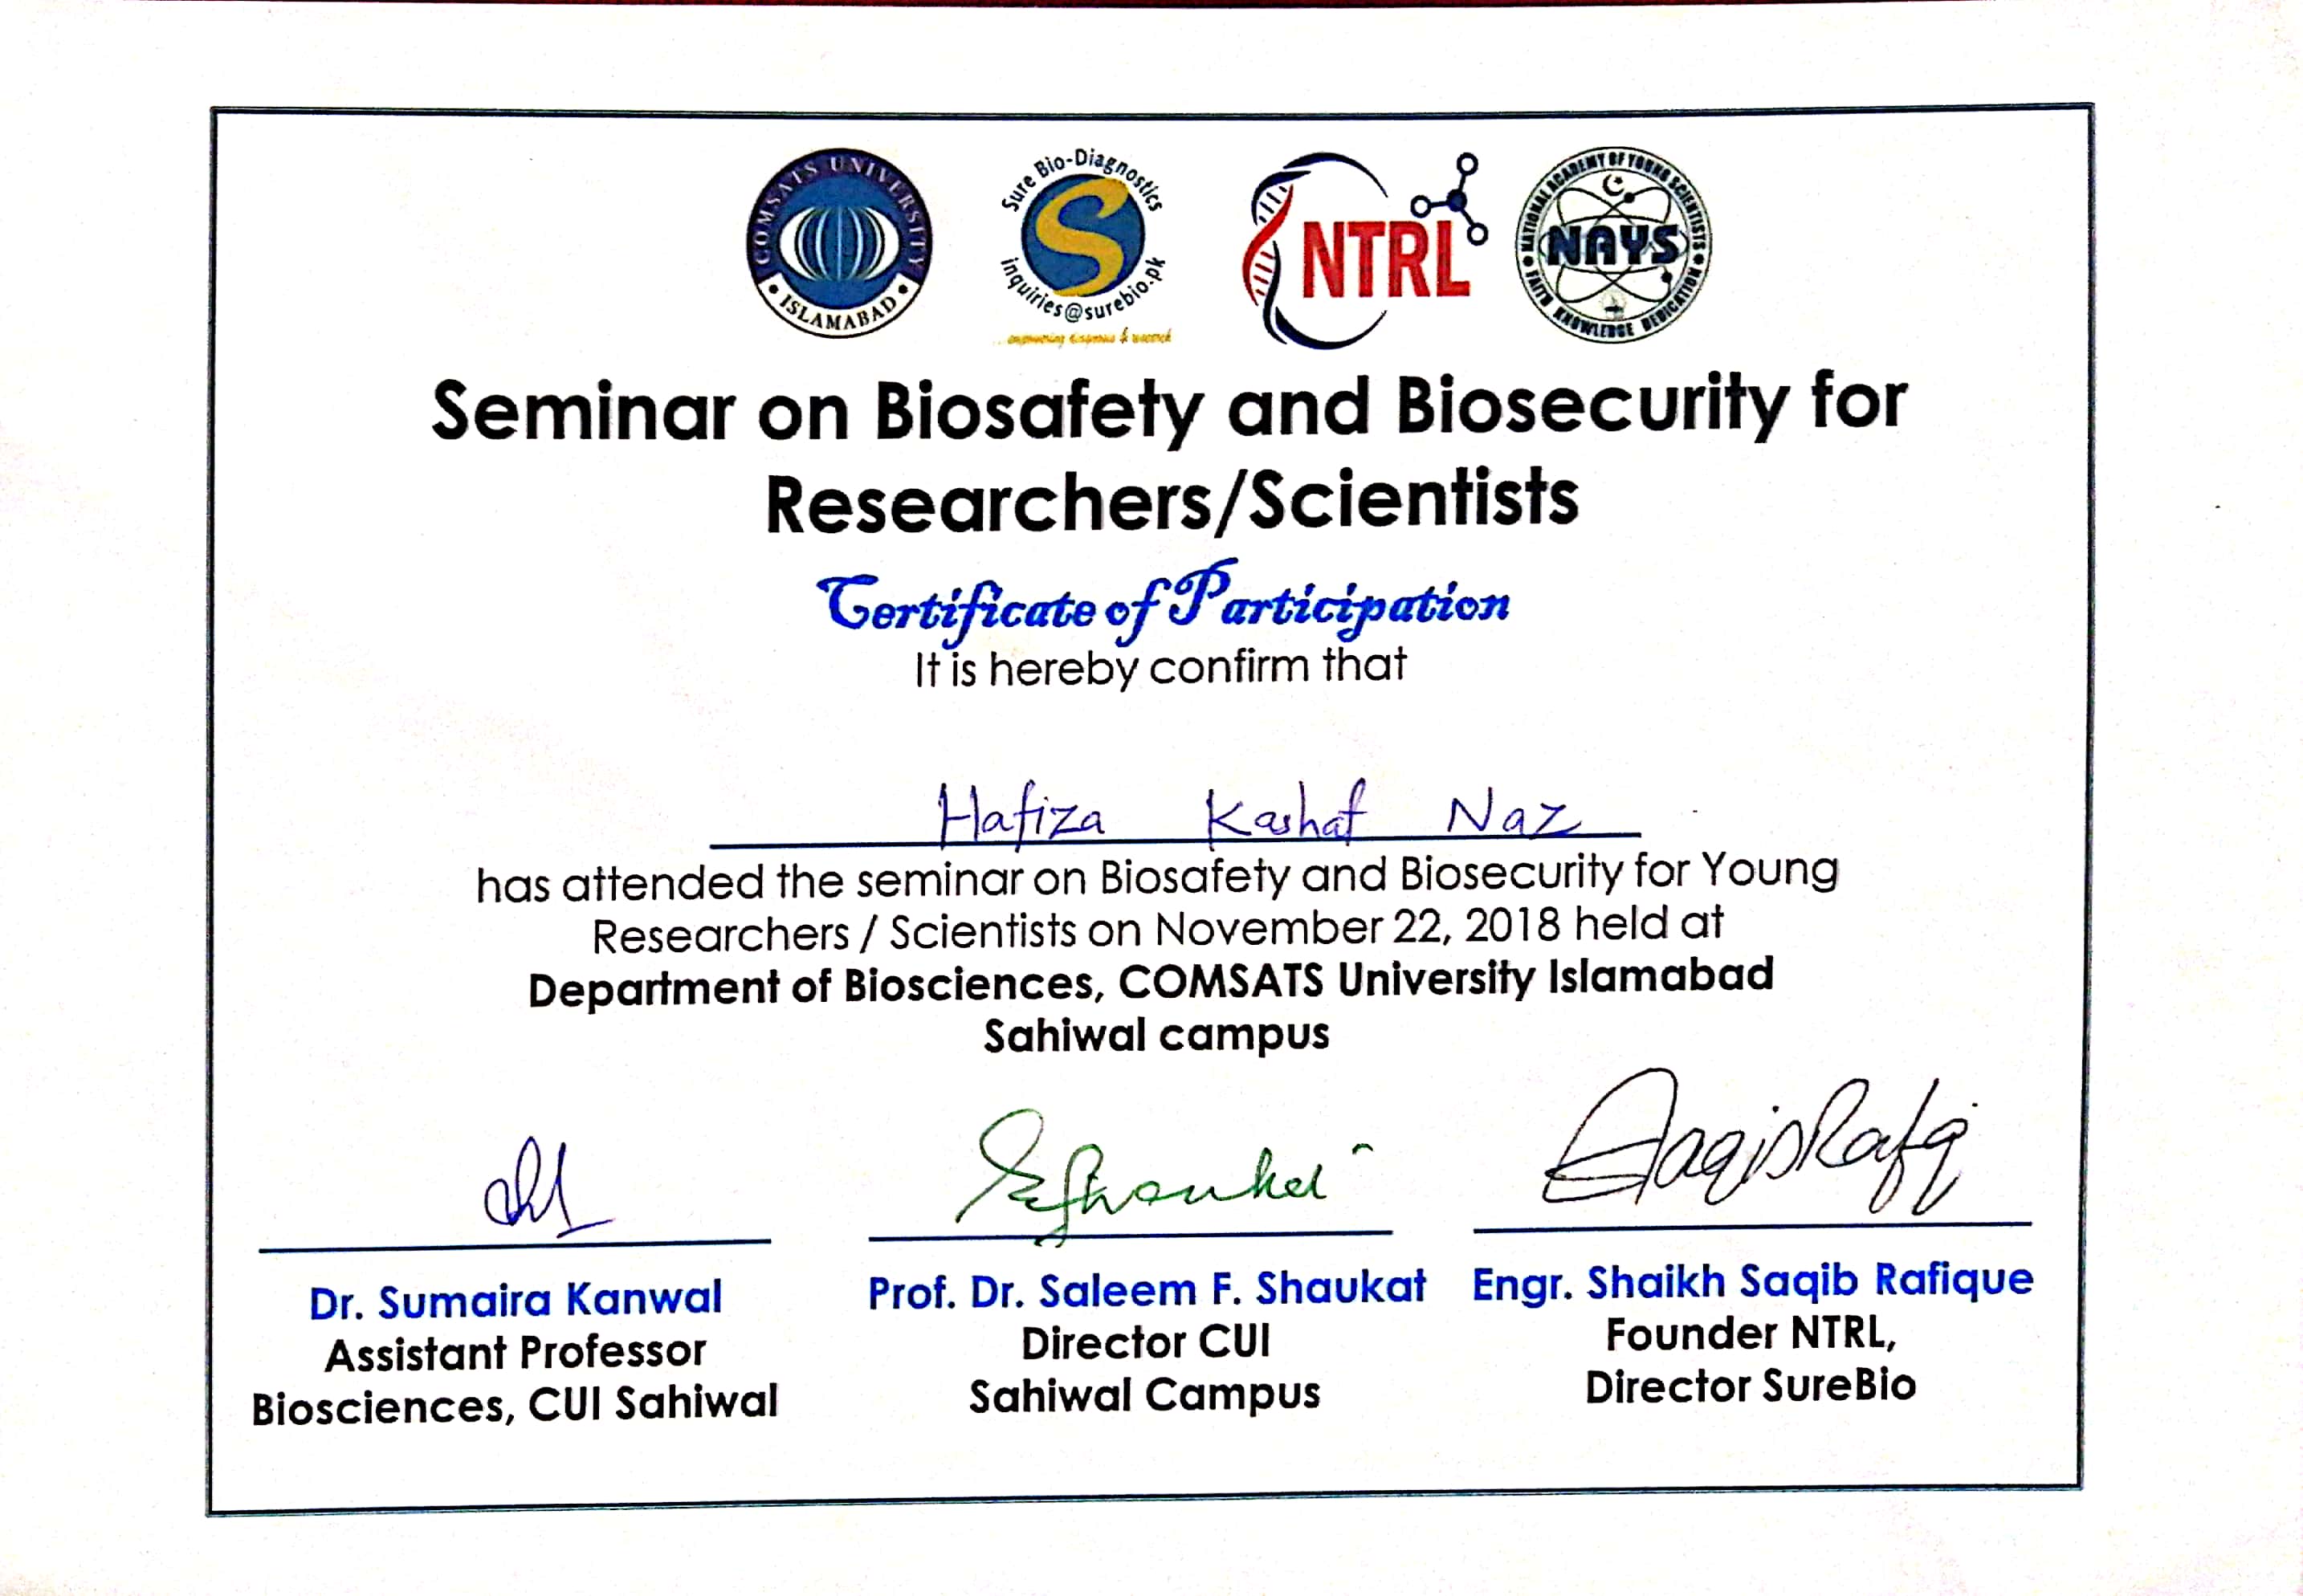 COMSATS UNIVERSITY
ISLAMABAD
Sure Bio-Diagnostics
inquiries@surebio.pk
empowering diagnosis & research
NTRL
NATIONAL ACADEMY OF YOUNG SCIENTISTS
NAYS
FAITH KNOWLEDGE DEDICATION
Seminar on Biosafety and Biosecurity for
Researchers/Scientists
Certificate of Participation
It is hereby confirm that
Hafiza Kashaf Naz
has attended the seminar on Biosafety and Biosecurity for Young
Researchers / Scientists on November 22, 2018 held at
Department of Biosciences, COMSATS University Islamabad
Sahiwal campus
Dr. Sumaira Kanwal
Assistant Professor
Biosciences, CUI Sahiwal
Prof. Dr. Saleem F. Shaukat
Director CUI
Sahiwal Campus
Engr. Shaikh Saqib Rafique
Founder NTRL,
Director SureBio